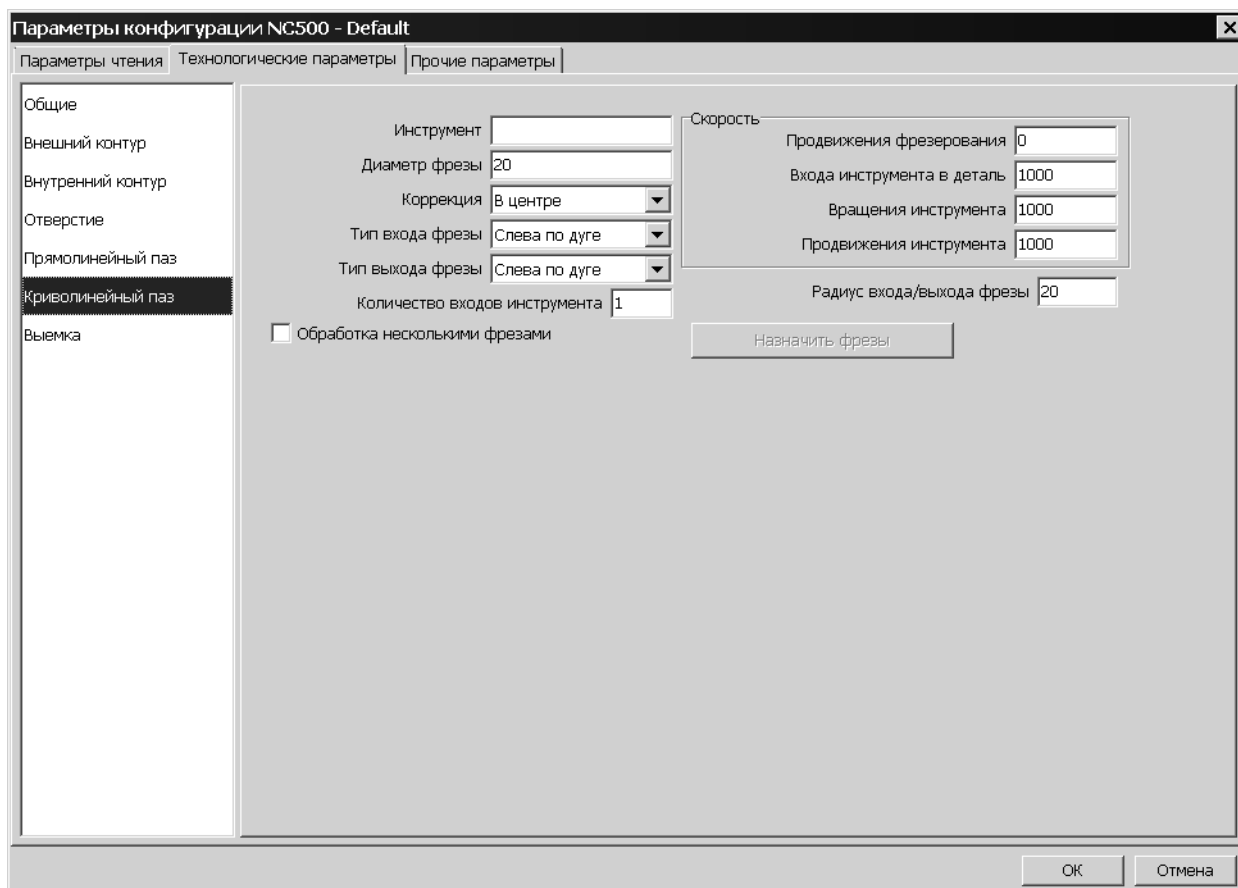 Параметры конфигурации NC500 - Default
Параметры чтения Технологические параметры Прочие параметры
Общие
Внешний контур
Внутренний контур
Отверстие
Прямолинейный паз
Криволинейный паз
Выемка
Инструмент
Диаметр фрезы 20
Коррекция В центре
Тип входа фрезы Слева по дуге
Тип выхода фрезы Слева по дуге
Количество входов инструмента 1
Обработка несколькими фрезами
Скорость
Продвижения фрезерования 0
Входа инструмента в деталь 1000
Вращения инструмента 1000
Продвижения инструмента 1000
Радиус входа/выхода фрезы 20
Назначить фрезы
ОК Отмена